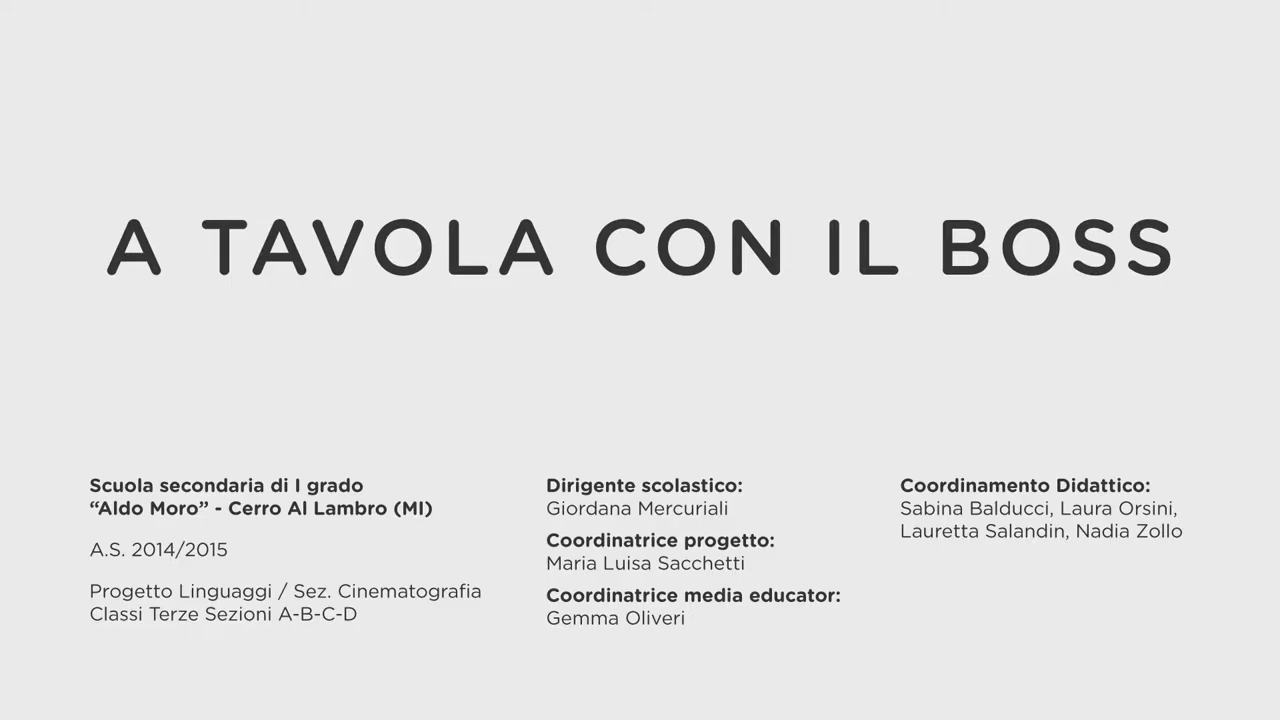 A TAVOLA CON IL BOSS
Scuola secondaria di I grado
“Aldo Moro” - Cerro Al Lambro (MI)
A.S. 2014/2015
Progetto Linguaggi / Sez. Cinematografia
Classi Terze Sezioni A-B-C-D
Dirigente scolastico:
Giordana Mercuriali
Coordinatrice progetto:
Maria Luisa Sacchetti
Coordinatrice media educator:
Gemma Oliveri
Coordinamento Didattico:
Sabina Balducci, Laura Orsini,
Lauretta Salandin, Nadia Zollo